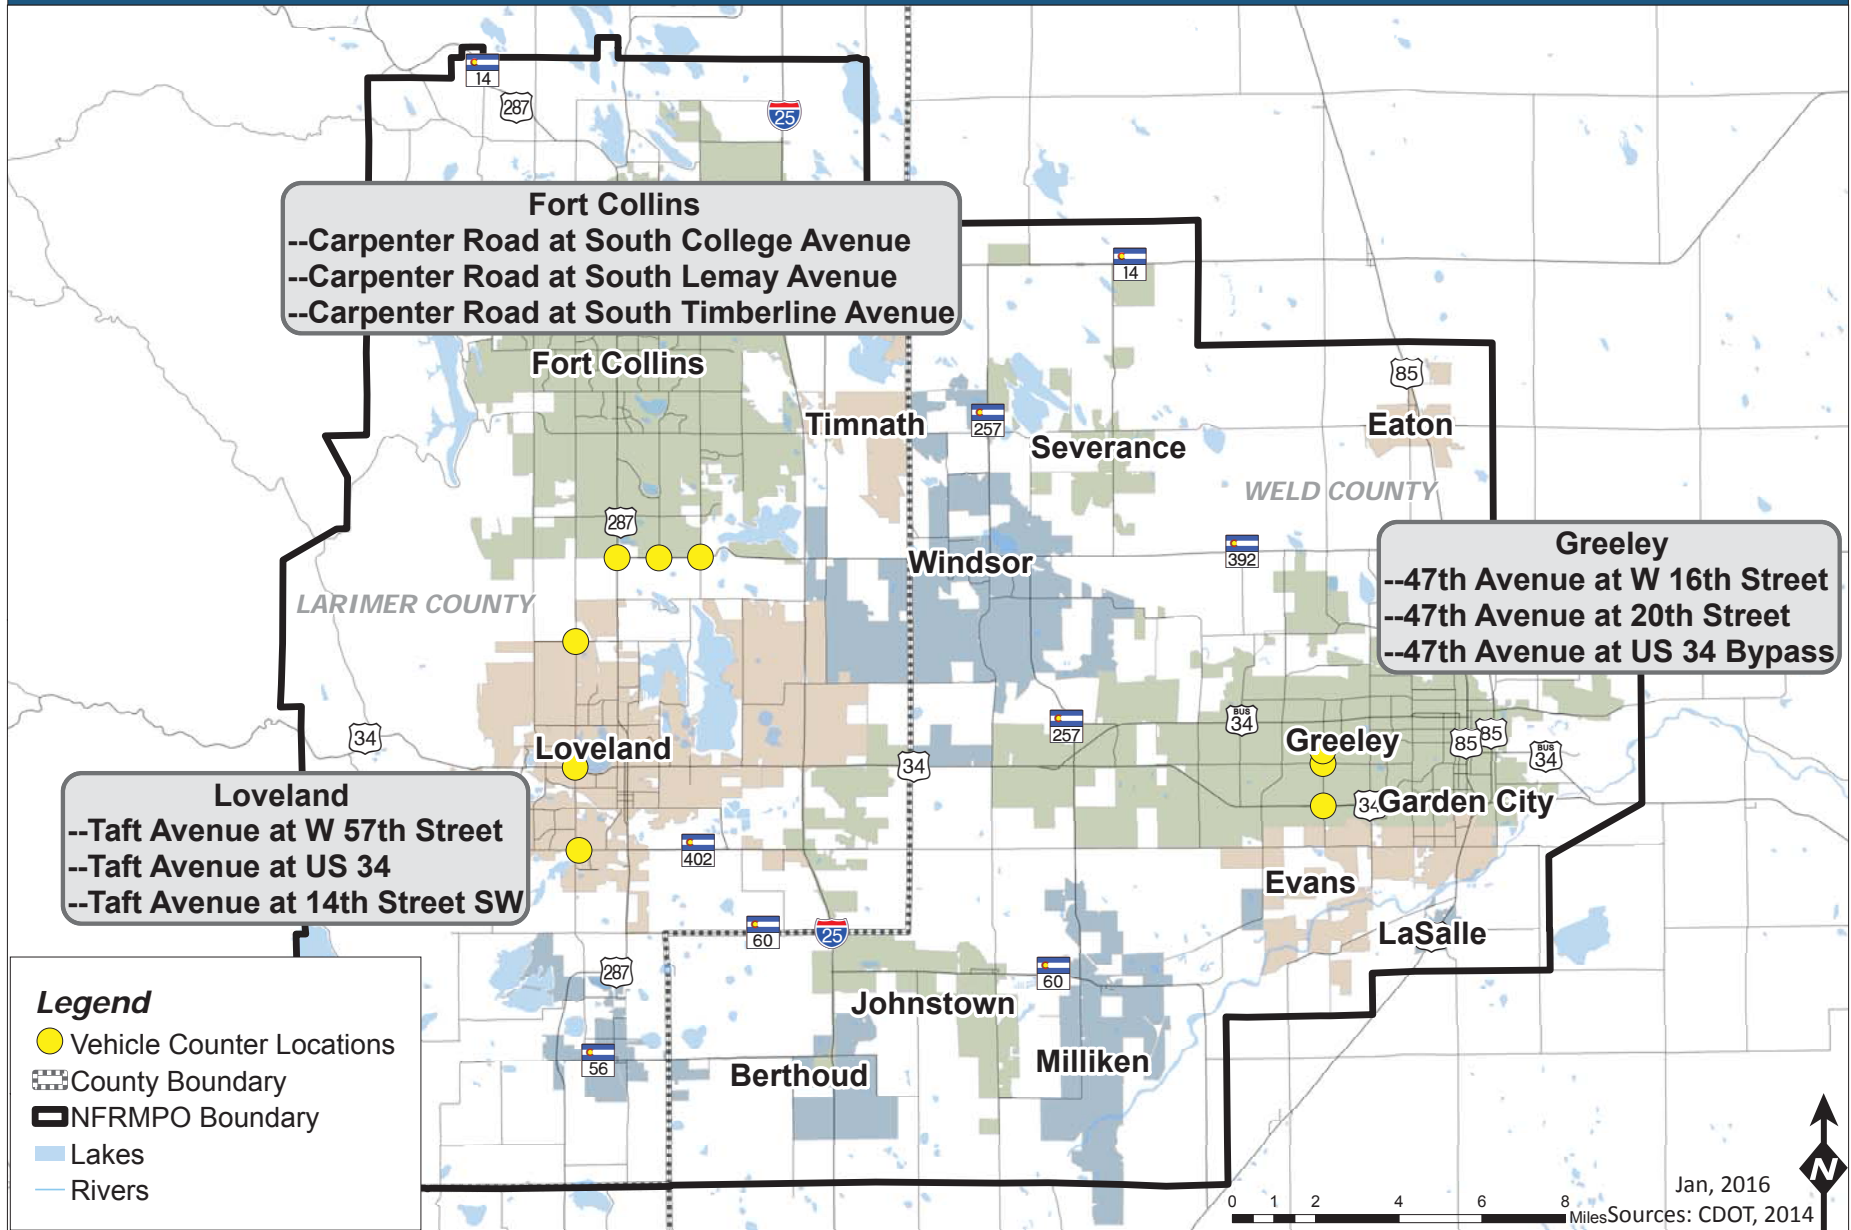 14
287
25
Fort Collins
--Carpenter Road at South College Avenue
--Carpenter Road at South Lemay Avenue
--Carpenter Road at South Timberline Avenue
14
Fort Collins
85
Timnath
257
Eaton
Severance
WELD COUNTY
287
Windsor
392
Greeley
--47th Avenue at W 16th Street
--47th Avenue at 20th Street
--47th Avenue at US 34 Bypass
LARIMER COUNTY
34
Loveland
34
257
BUS 34
Greeley
85
85
BUS 34
34
Garden City
Loveland
--Taft Avenue at W 57th Street
--Taft Avenue at US 34
--Taft Avenue at 14th Street SW
402
Evans
60
25
LaSalle
287
60
Johnstown
56
Berthoud
Milliken
Legend
Vehicle Counter Locations
County Boundary
NFRMPO Boundary
Lakes
Rivers
N
0 1 2 4 6 8 Miles
Jan, 2016
Sources: CDOT, 2014